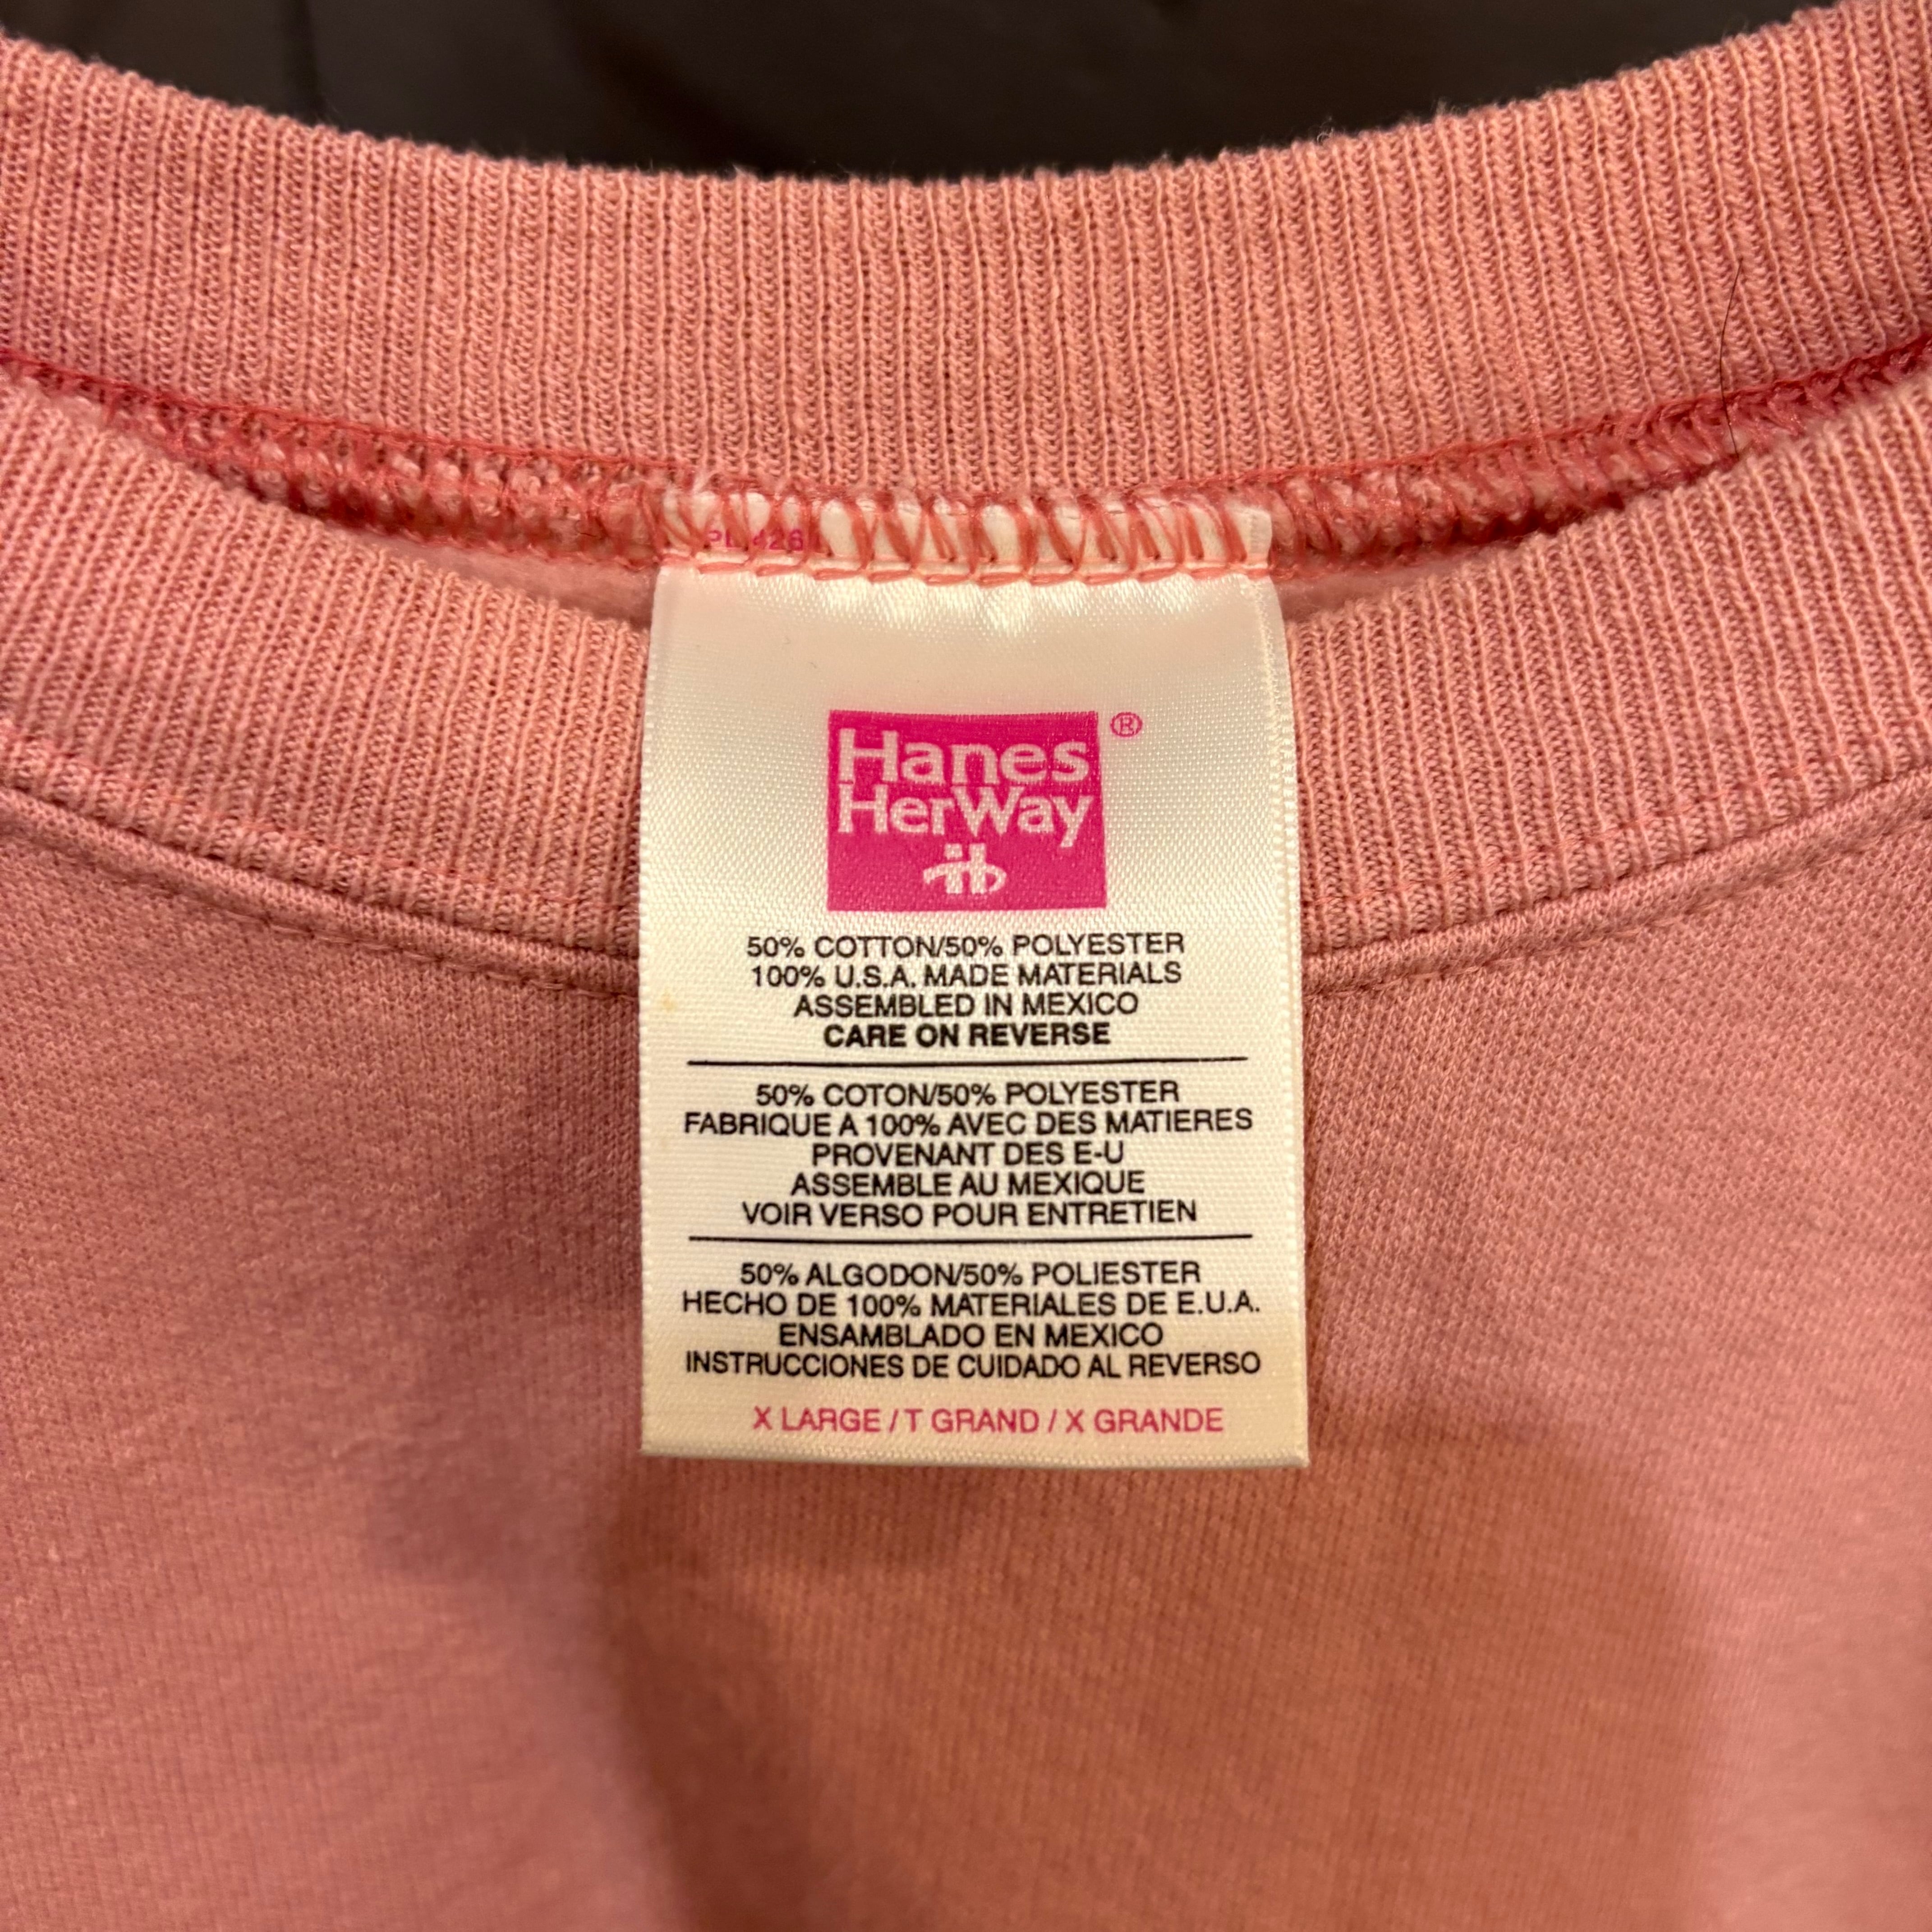 Hanes
HerWay
®
50% COTTON/50% POLYESTER
100% U.S.A. MADE MATERIALS
ASSEMBLED IN MEXICO
CARE ON REVERSE
50% COTON/50% POLYESTER
FABRIQUE A 100% AVEC DES MATIERES
PROVENANT DES E-U
ASSEMBLE AU MEXIQUE
VOIR VERSO POUR ENTRETIEN
50% ALGODON/50% POLIESTER
HECHO DE 100% MATERIALES DE E.U.A.
ENSAMBLADO EN MEXICO
INSTRUCCIONES DE CUIDADO AL REVERSO
X LARGE / T GRAND / X GRANDE